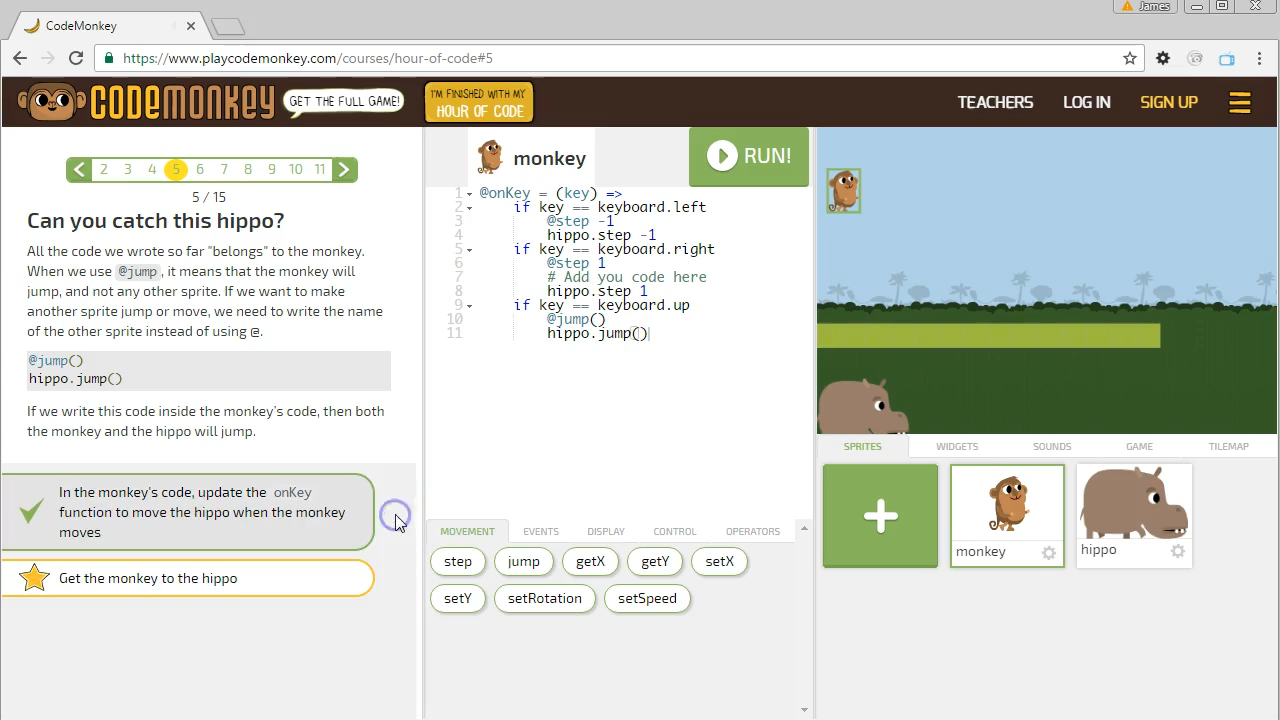 CodeMonkey
James
https://www.playcodemonkey.com/courses/hour-of-code#5
CODEMONKEY
GET THE FULL GAME!
I'M FINISHED WITH MY
HOUR OF CODE
TEACHERS
LOG IN
SIGN UP
2 3 4 5 6 7 8 9 10 11
5 / 15
Can you catch this hippo?
All the code we wrote so far "belongs" to the monkey.
When we use @jump, it means that the monkey will
jump, and not any other sprite. If we want to make
another sprite jump or move, we need to write the name
of the other sprite instead of using @.
@jump()
hippo.jump()
If we write this code inside the monkey's code, then both
the monkey and the hippo will jump.
In the monkey's code, update the onKey
function to move the hippo when the monkey
moves
Get the monkey to the hippo
monkey
RUN!
1 @onKey = (key) =>
2 if key == keyboard.left
3 @step -1
4 hippo.step -1
5 if key == keyboard.right
6 @step 1
7 # Add you code here
8 hippo.step 1
9 if key == keyboard.up
10 @jump()
11 hippo.jump()
MOVEMENT EVENTS DISPLAY CONTROL OPERATORS
step jump getX getY setX
setY setRotation setSpeed
SPRITES WIDGETS SOUNDS GAME TILEMAP
+
monkey
hippo